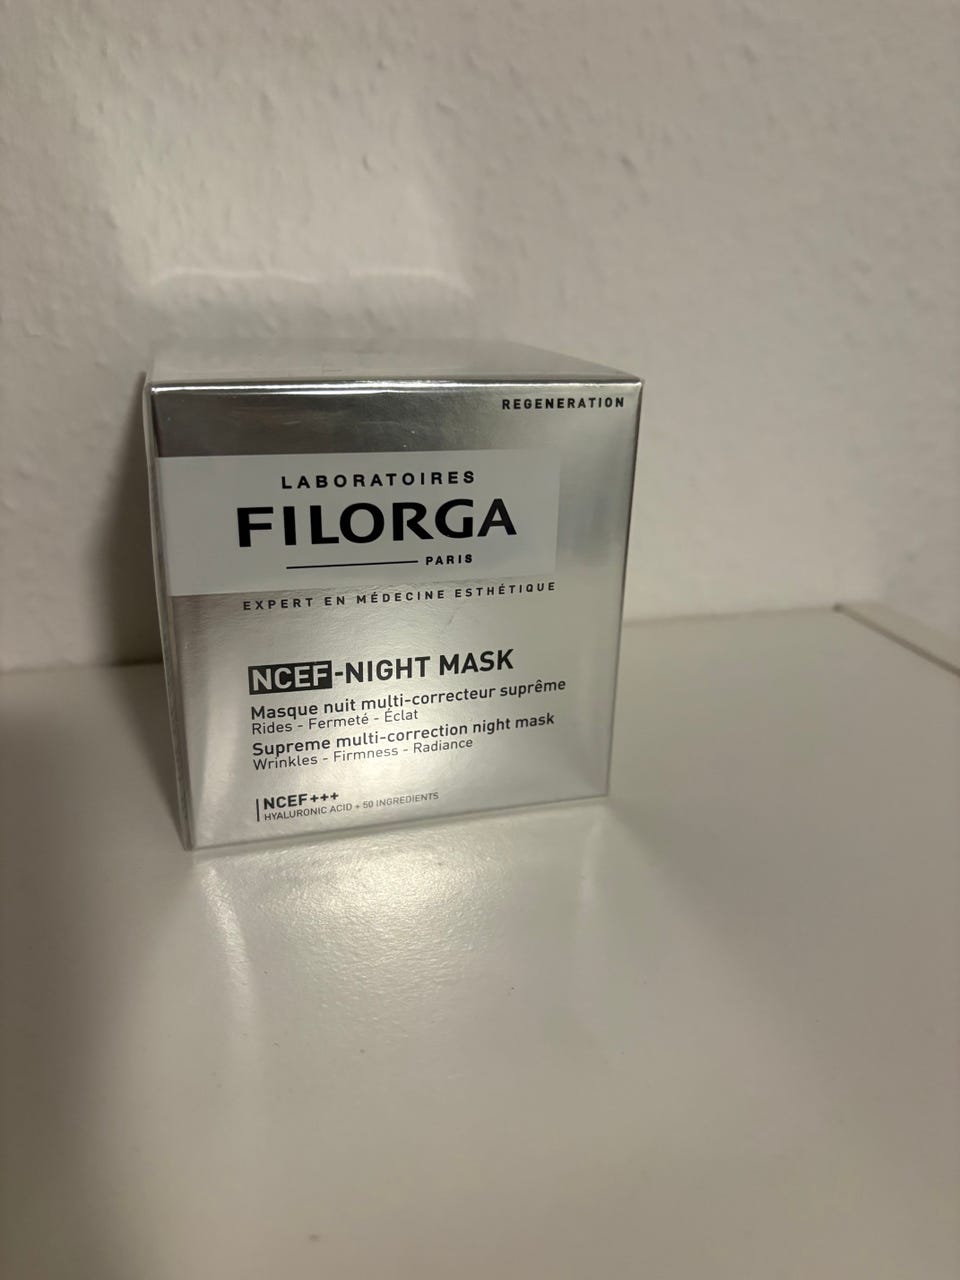 REGENERATION
LABORATOIRES
FILORGA
PARIS
EXPERT EN MÉDECINE ESTHÉTIQUE
NCEF-NIGHT MASK
Masque nuit multi-correcteur suprême
Rides - Fermeté - Éclat
Supreme multi-correction night mask
Wrinkles - Firmness - Radiance
NCEF+++
HYALURONIC ACID + 50 INGREDIENTS